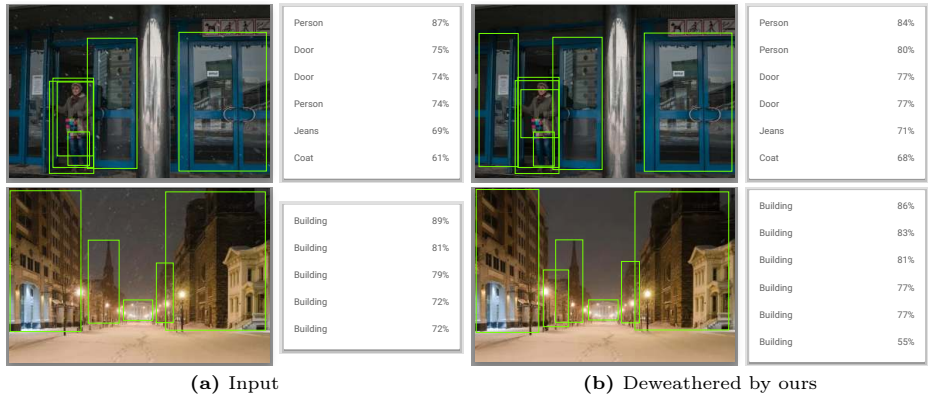 Person 87%
Door 75%
Door 74%
Person 74%
Jeans 69%
Coat 61%
Person 84%
Person 80%
Door 77%
Door 77%
Jeans 71%
Coat 68%
Building 89%
Building 81%
Building 79%
Building 72%
Building 72%
Building 86%
Building 83%
Building 81%
Building 77%
Building 77%
Building 55%
(a) Input
(b) Deweathered by ours